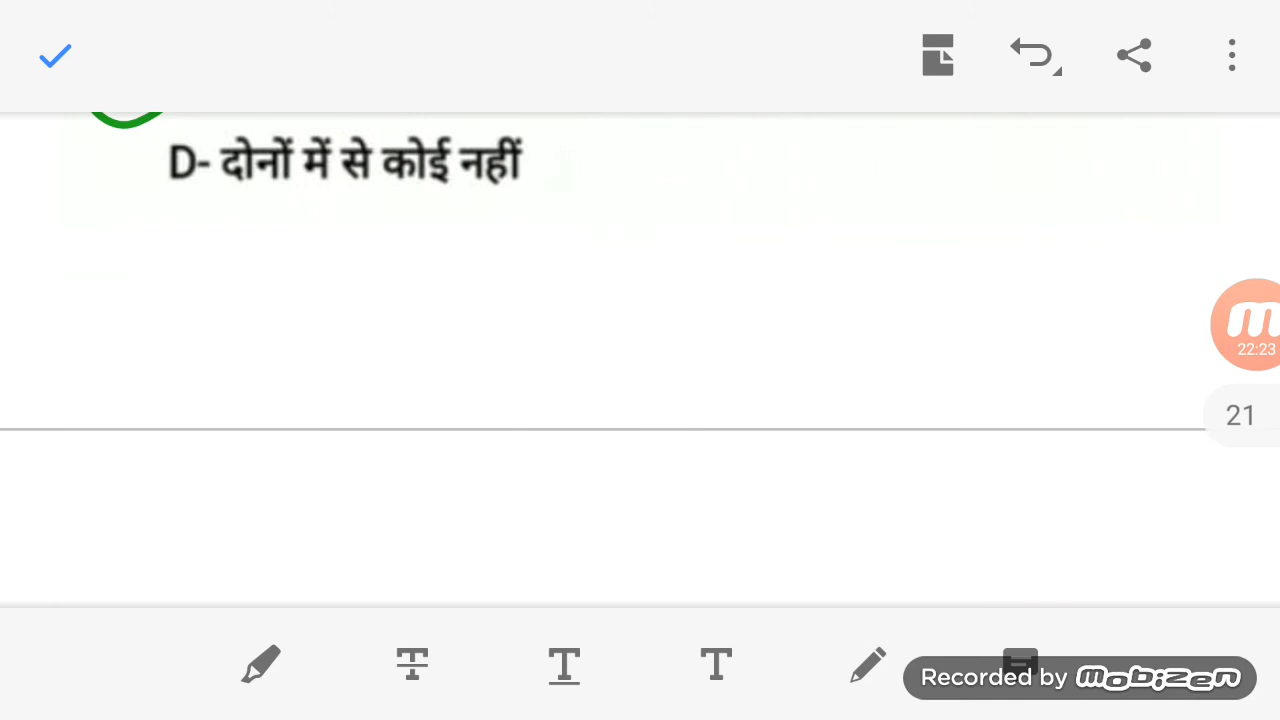 D- दोनों में से कोई नहीं
22:23
21
Recorded by mobizen